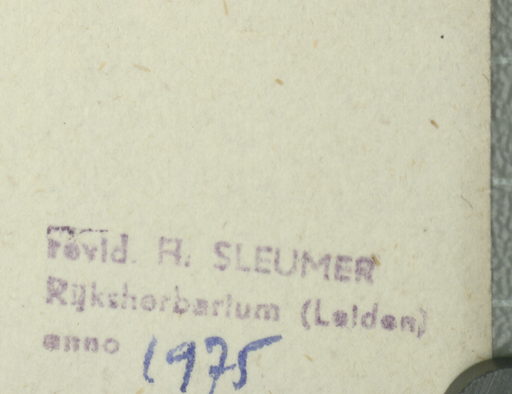 revid. H. SLEUMER
Rijksherbarium (Leiden)
anno 1975